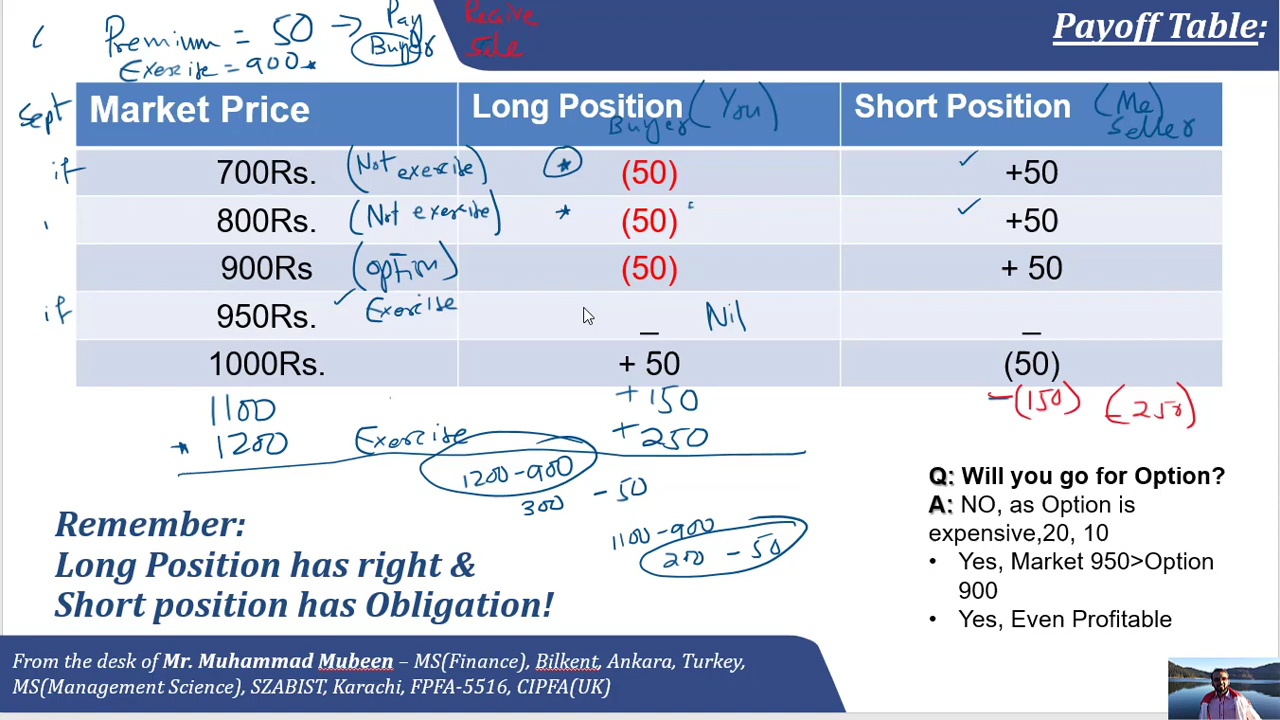 Payoff Table:
( Premium = 50 → Pay Recive
Exercise = 900 Buyer Sele
Sept Market Price Long Position (You) Short Position (Me)
Buyer seller
if 700Rs. (Not exercise) (50) ✓ +50
800Rs. (Not exercise) (50) ✓ +50
900Rs (option) (50) + 50
if 950Rs. ✓ Exercise _ Nil _
1000Rs. + 50 (50)
1100 +150 -(150) (250)
1200 Exercise +250
1200-900
300 - 50
1100-900
200 - 50
Remember:
Long Position has right &
Short position has Obligation!
Q: Will you go for Option?
A: NO, as Option is
expensive,20, 10
• Yes, Market 950>Option
900
• Yes, Even Profitable
From the desk of Mr. Muhammad Mubeen – MS(Finance), Bilkent, Ankara, Turkey,
MS(Management Science), SZABIST, Karachi, FPFA-5516, CIPFA(UK)